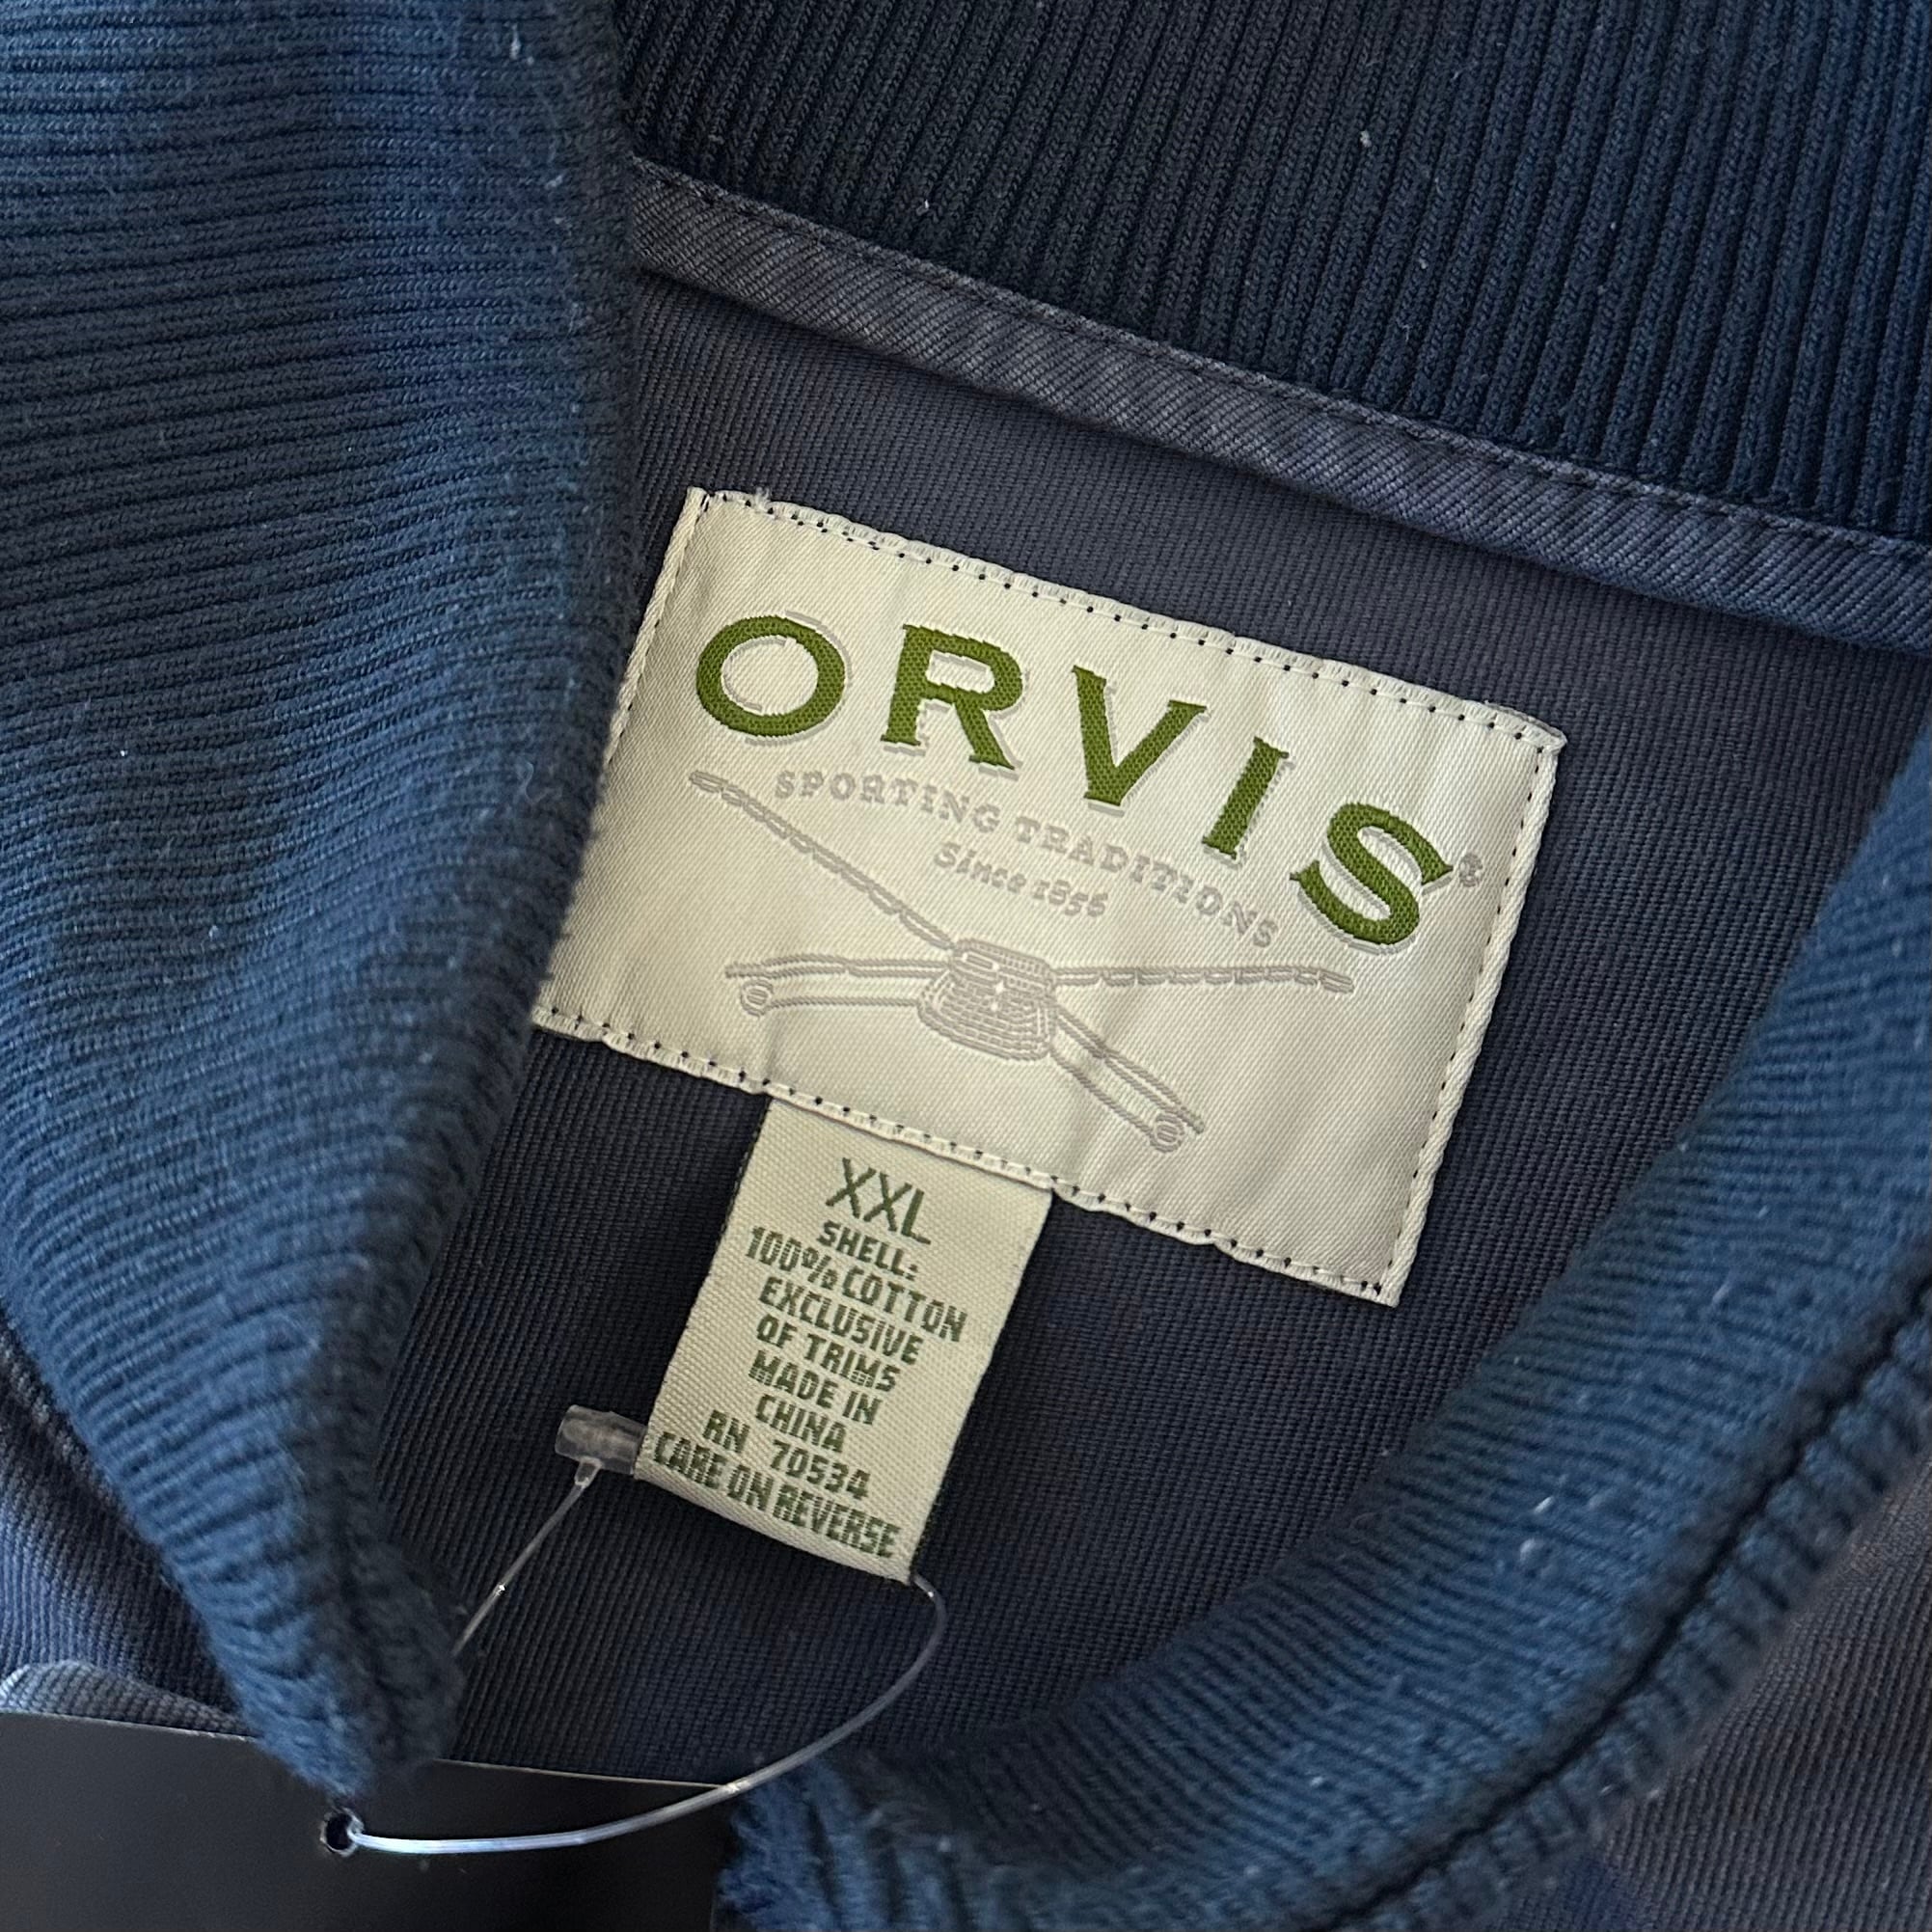 ORVIS®
SPORTING TRADITIONS
Since 1856
XXL
SHELL:
100% COTTON
EXCLUSIVE
OF TRIMS
MADE IN
CHINA
RN 70534
CARE ON REVERSE